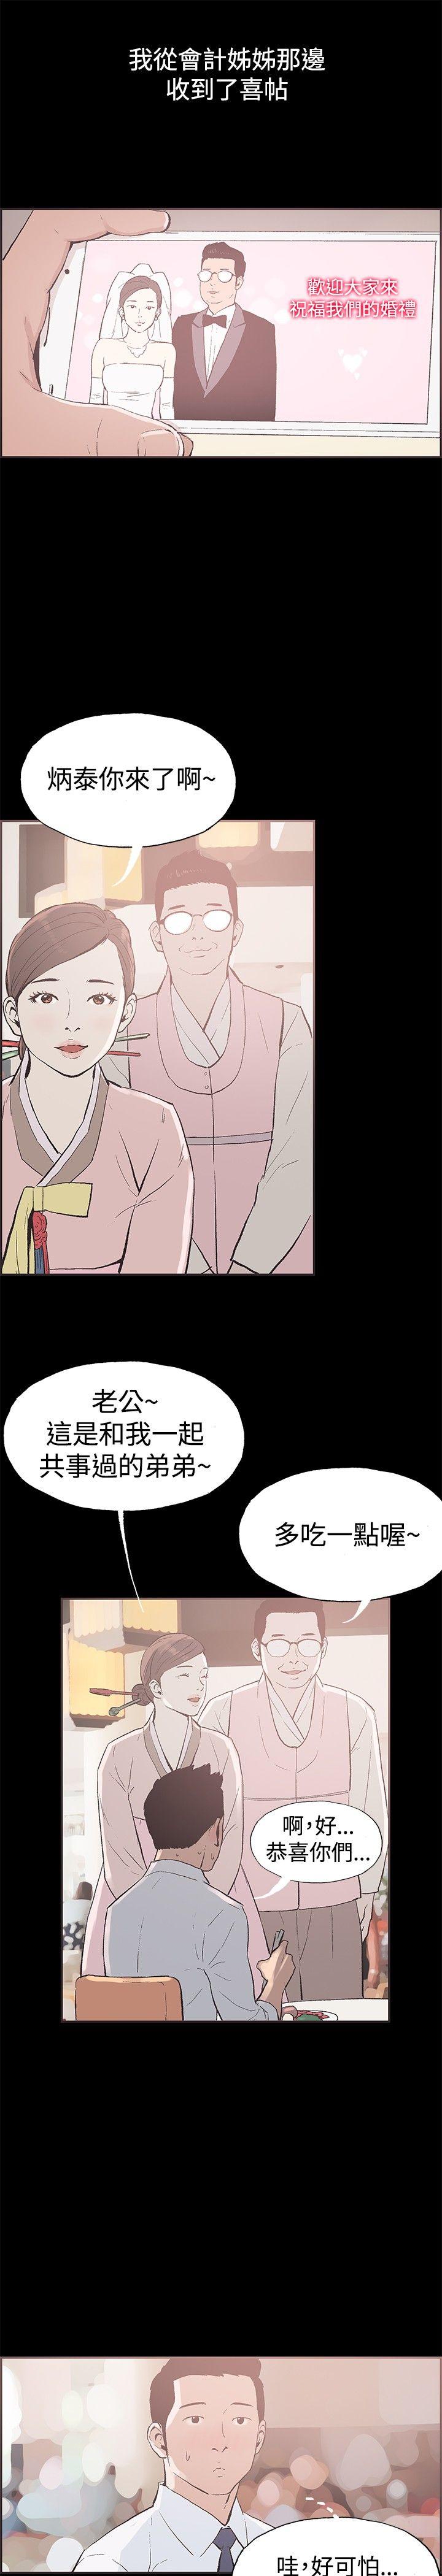 我從會計姊姊那邊
收到了喜帖
歡迎大家來
祝福我們的婚禮
炳泰你來了啊~
老公~
這是和我一起
共事過的弟弟~
多吃一點喔~
啊,好...
恭喜你們...
哇,好可怕...